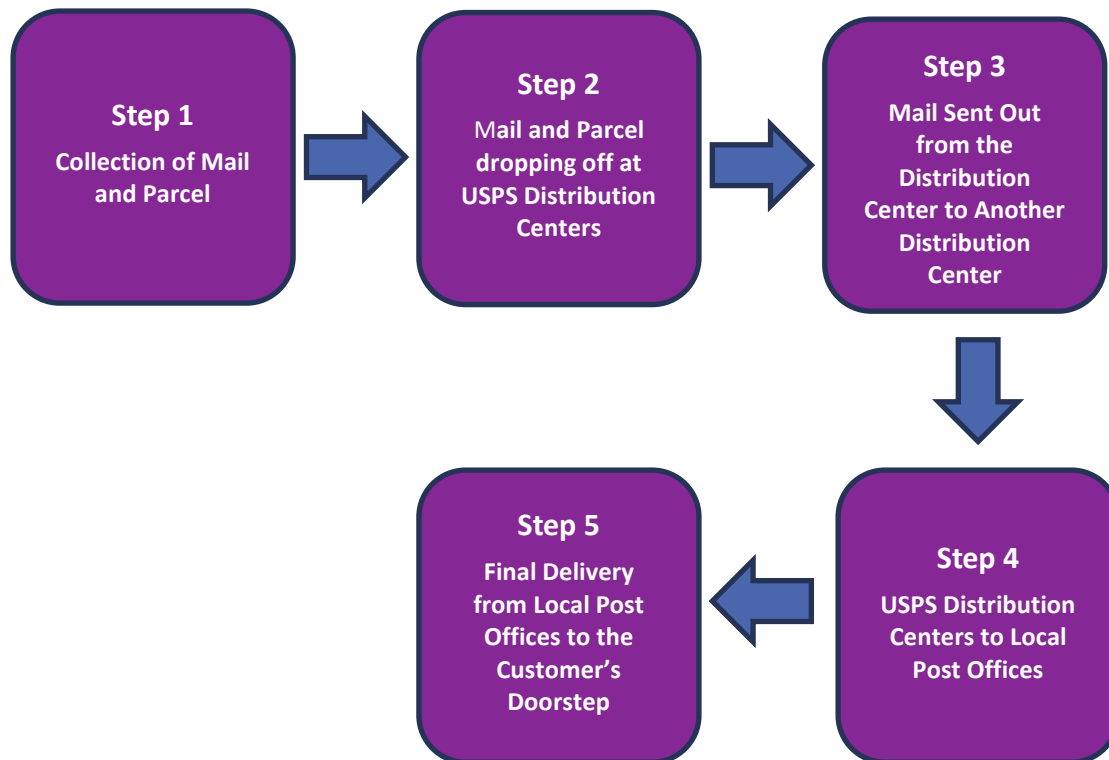 Step 1
Collection of Mail
and Parcel
Step 2
Mail and Parcel
dropping off at
USPS Distribution
Centers
Step 3
Mail Sent Out
from the
Distribution
Center to Another
Distribution
Center
Step 4
USPS Distribution
Centers to Local
Post Offices
Step 5
Final Delivery
from Local Post
Offices to the
Customer’s
Doorstep